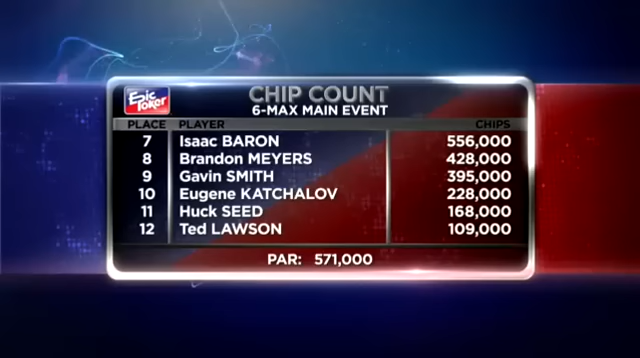 Epic Poker
CHIP COUNT
6-MAX MAIN EVENT
PLACE PLAYER CHIPS
7 Isaac BARON 556,000
8 Brandon MEYERS 428,000
9 Gavin SMITH 395,000
10 Eugene KATCHALOV 228,000
11 Huck SEED 168,000
12 Ted LAWSON 109,000
PAR: 571,000